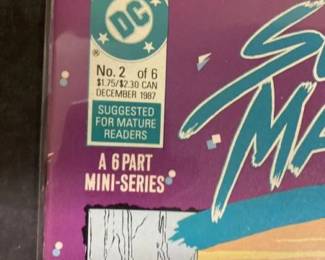 DC
®
No. 2 of 6
$1.75/$2.30 CAN
DECEMBER 1987
SUGGESTED
FOR MATURE
READERS
A 6 PART
MINI-SERIES
MA